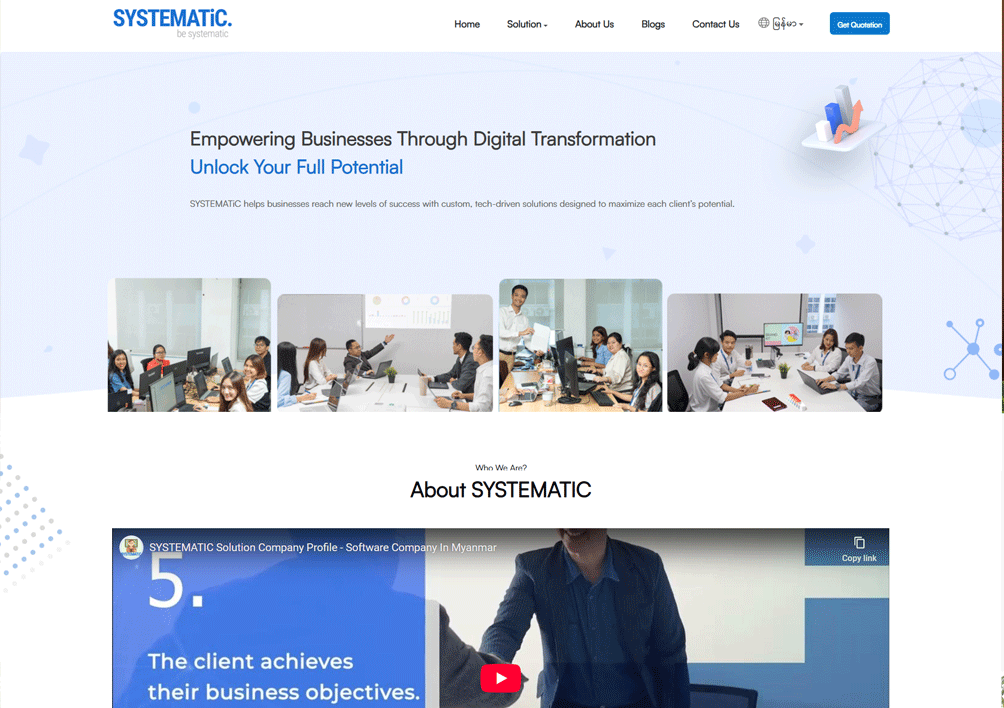 SYSTEMATiC.
be systematic
Home
Solution
About Us
Blogs
Contact Us
မြန်မာ
Get Quotation
Empowering Businesses Through Digital Transformation
Unlock Your Full Potential
SYSTEMATiC helps businesses reach new levels of success with custom, tech-driven solutions designed to maximize each client's potential.
Who We Are?
About SYSTEMATIC
SYSTEMATIC Solution Company Profile - Software Company In Myanmar
Copy link
5.
The client achieves
their business objectives.